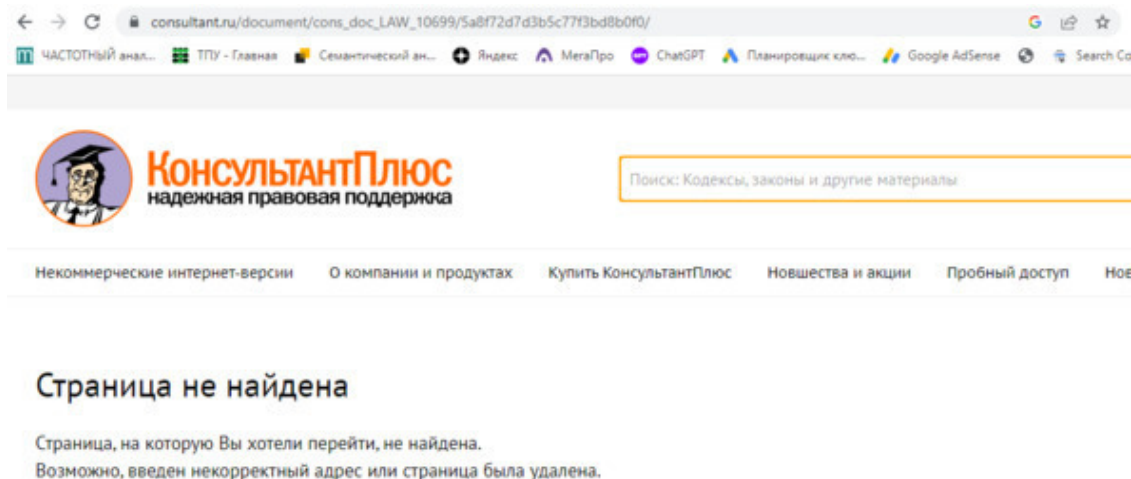 consultant.ru/document/cons_doc_LAW_10699/5a8f72d7d3b5c77f3bd8b0f0/
ЧАСТОТНЫЙ анал... ТПУ - Главная Семантический ан... Яндекс МегаПро ChatGPT Планировщик клю... Google AdSense Search Co
КонсультантПлюс
надежная правовая поддержка
Поиск: Кодексы, законы и другие материалы
Некоммерческие интернет-версии О компании и продуктах Купить КонсультантПлюс Новшества и акции Пробный доступ Нов
Страница не найдена
Страница, на которую Вы хотели перейти, не найдена.
Возможно, введен некорректный адрес или страница была удалена.